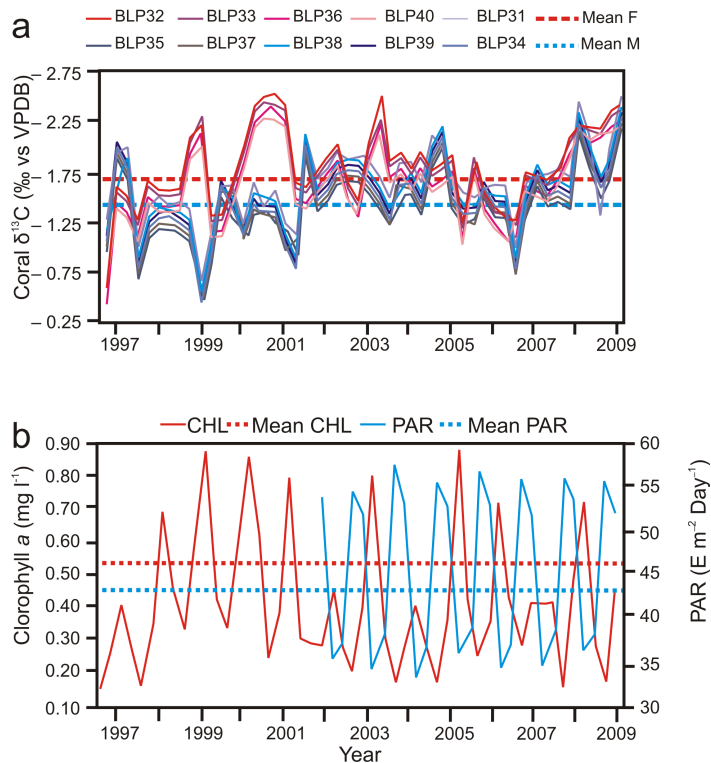 a
BLP32 BLP33 BLP36 BLP40 BLP31 Mean F
BLP35 BLP37 BLP38 BLP39 BLP34 Mean M
Coral δ¹³C (‰ vs VPDB)
– 2.75
– 2.25
– 1.75
– 1.25
– 0.75
– 0.25
1997 1999 2001 2003 2005 2007 2009
b
CHL Mean CHL PAR Mean PAR
Clorophyll a (mg l⁻¹)
0.90
0.80
0.70
0.60
0.50
0.40
0.30
0.20
0.10
60
55
50
45
40
35
30
PAR (E m⁻² Day⁻¹)
1997 1999 2001 2003 2005 2007 2009
Year